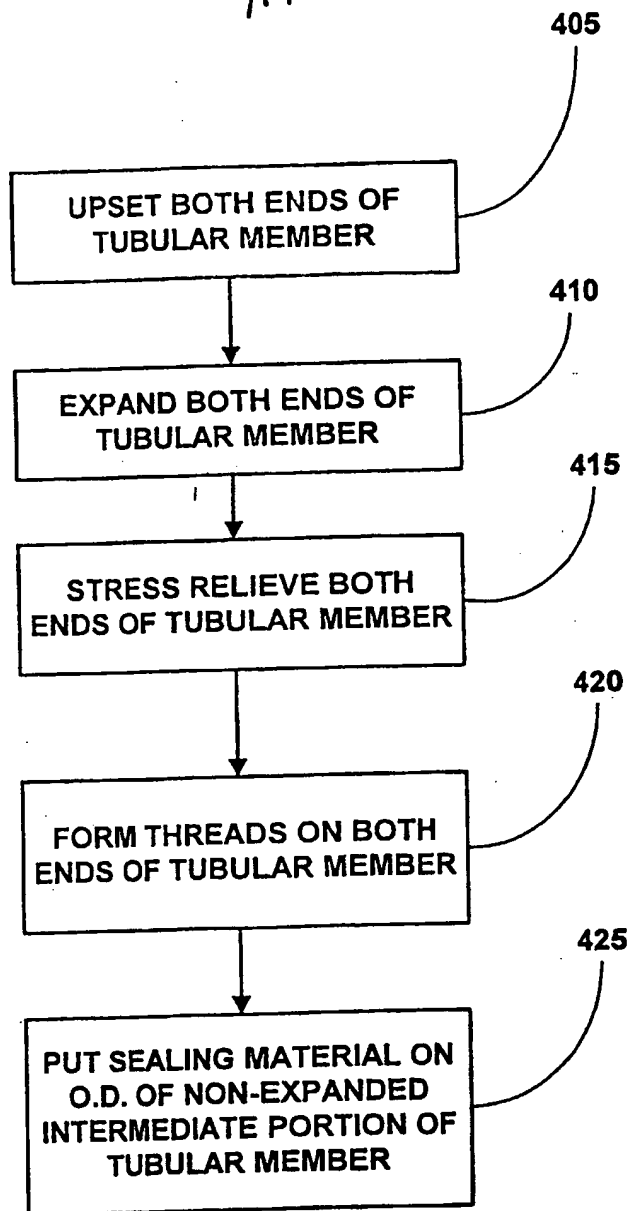 405
UPSET BOTH ENDS OF
TUBULAR MEMBER
410
EXPAND BOTH ENDS OF
TUBULAR MEMBER
415
STRESS RELIEVE BOTH
ENDS OF TUBULAR MEMBER
420
FORM THREADS ON BOTH
ENDS OF TUBULAR MEMBER
425
PUT SEALING MATERIAL ON
O.D. OF NON-EXPANDED
INTERMEDIATE PORTION OF
TUBULAR MEMBER